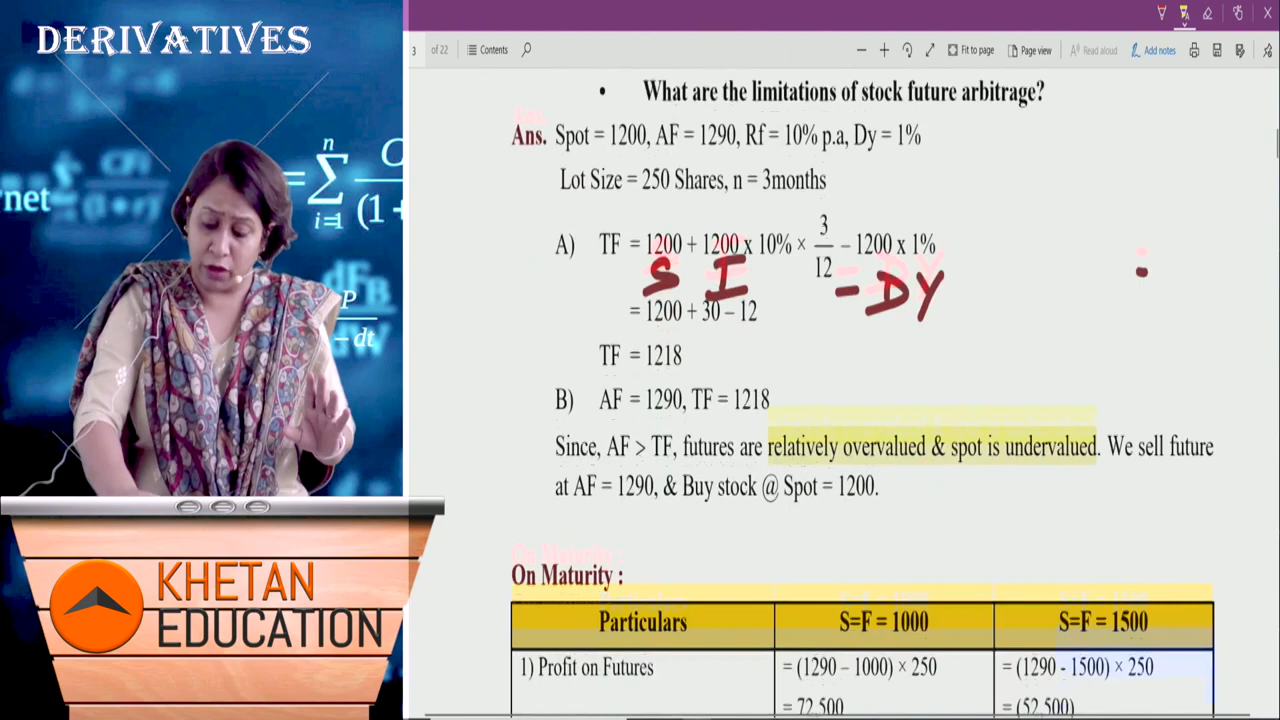 DERIVATIVES
3 of 22 Contents Fit to page Page view Read aloud Add notes
• What are the limitations of stock future arbitrage?
Ans. Spot = 1200, AF = 1290, Rf = 10% p.a, Dy = 1%
Lot Size = 250 Shares, n = 3months
A) TF = 1200 + 1200 x 10% × 3/12 – 1200 x 1%
S I – DY
= 1200 + 30 – 12
TF = 1218
B) AF = 1290, TF = 1218
Since, AF > TF, futures are relatively overvalued & spot is undervalued. We sell future
at AF = 1290, & Buy stock @ Spot = 1200.
On Maturity :
Particulars S=F = 1000 S=F = 1500
1) Profit on Futures = (1290 – 1000) × 250 = (1290 - 1500) × 250
= 72,500 = (52,500)
KHETAN
EDUCATION